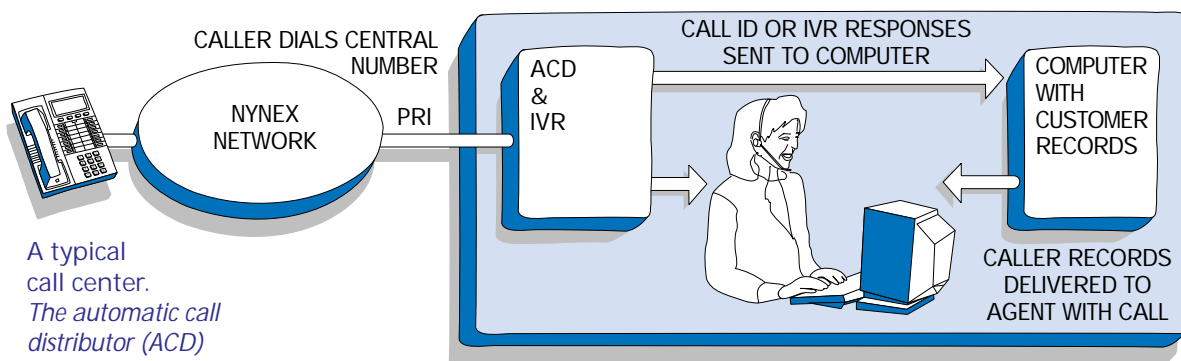 CALLER DIALS CENTRAL
NUMBER
NYNEX
NETWORK
PRI
ACD
&
IVR
CALL ID OR IVR RESPONSES
SENT TO COMPUTER
COMPUTER
WITH
CUSTOMER
RECORDS
CALLER RECORDS
DELIVERED TO
AGENT WITH CALL
A typical
call center.
The automatic call
distributor (ACD)